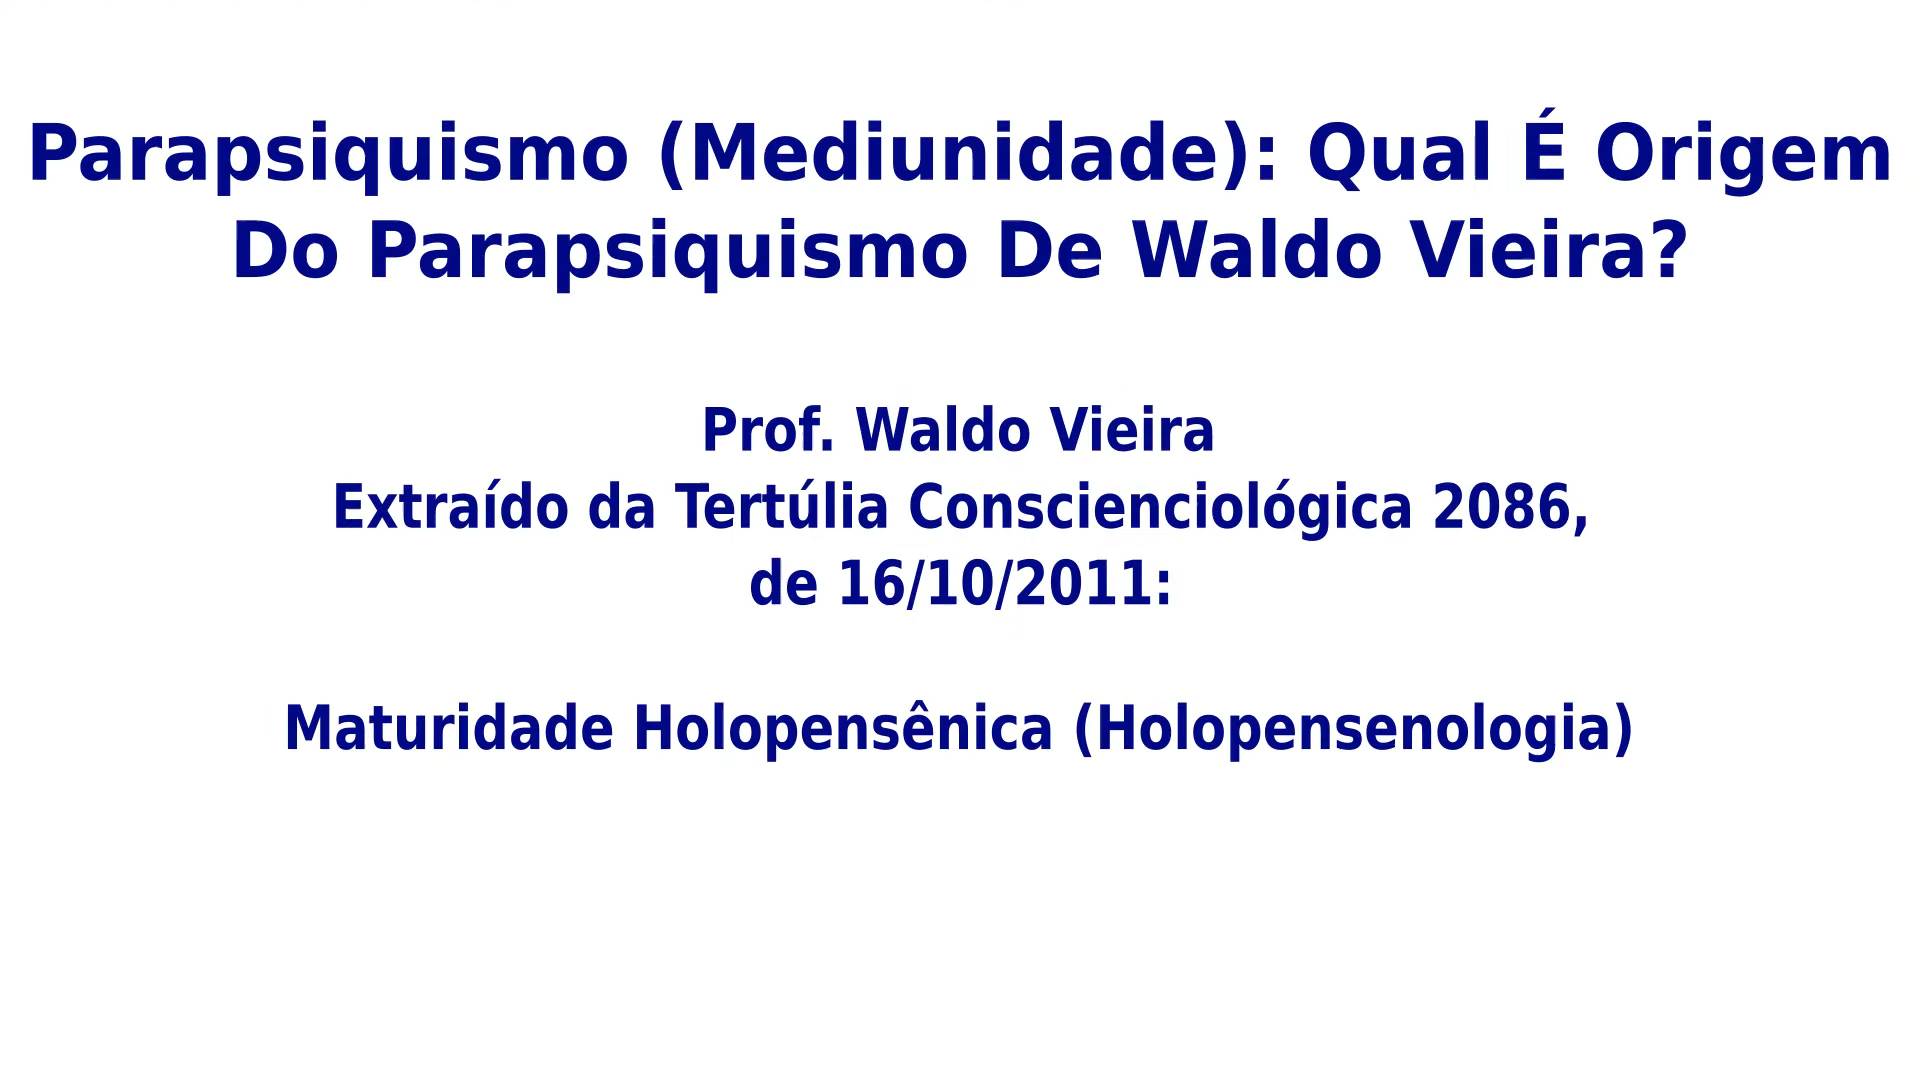 Parapsiquismo (Mediunidade): Qual É Origem
Do Parapsiquismo De Waldo Vieira?
Prof. Waldo Vieira
Extraído da Tertúlia Conscienciológica 2086,
de 16/10/2011:
Maturidade Holopensênica (Holopensenologia)